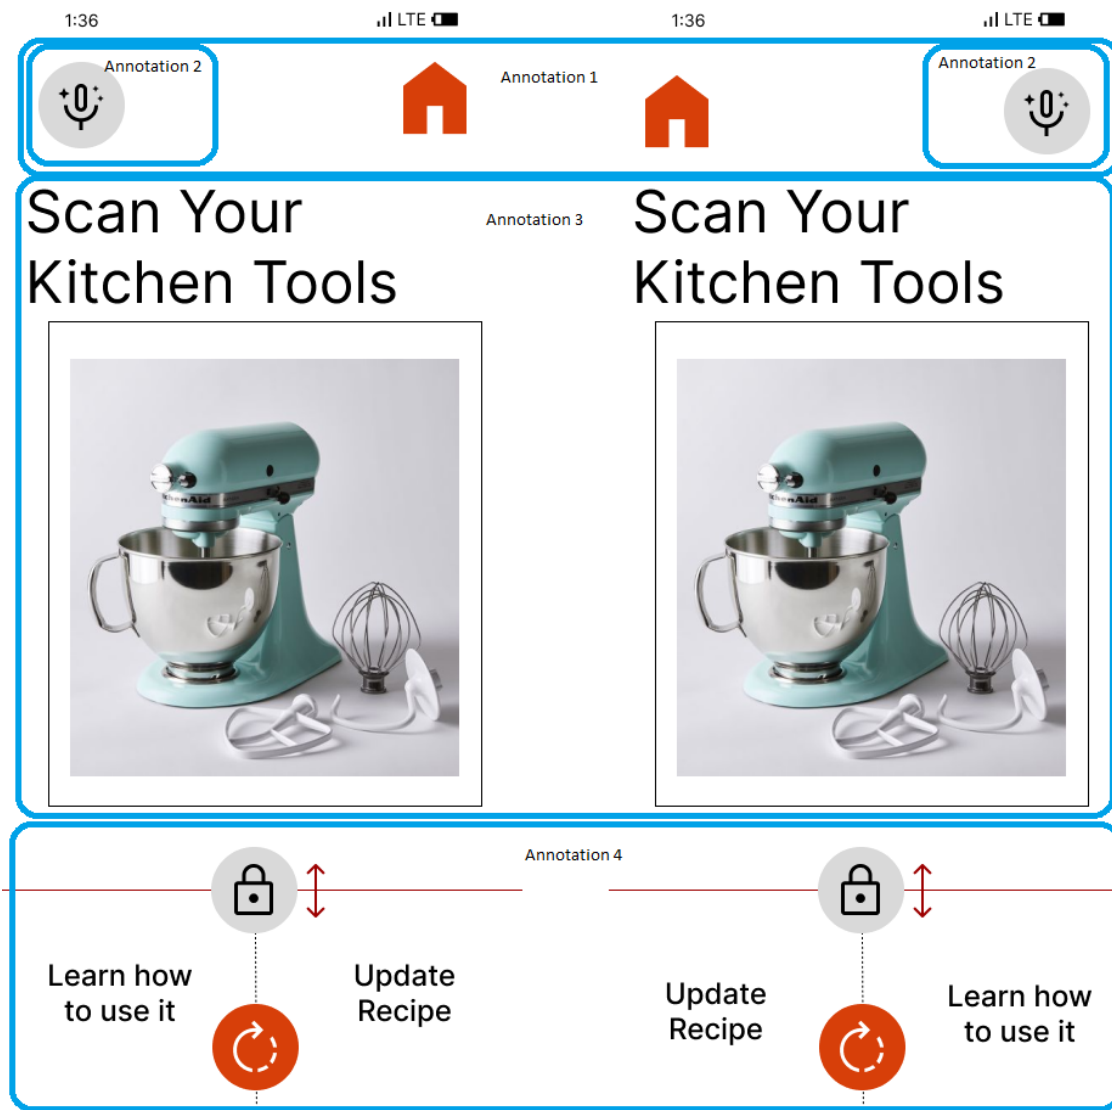 1:36
LTE
1:36
LTE
Annotation 2
Annotation 1
Annotation 2
Scan Your
Kitchen Tools
Annotation 3
Scan Your
Kitchen Tools
chenAid
chenAid
Annotation 4
Learn how
to use it
Update
Recipe
Update
Recipe
Learn how
to use it